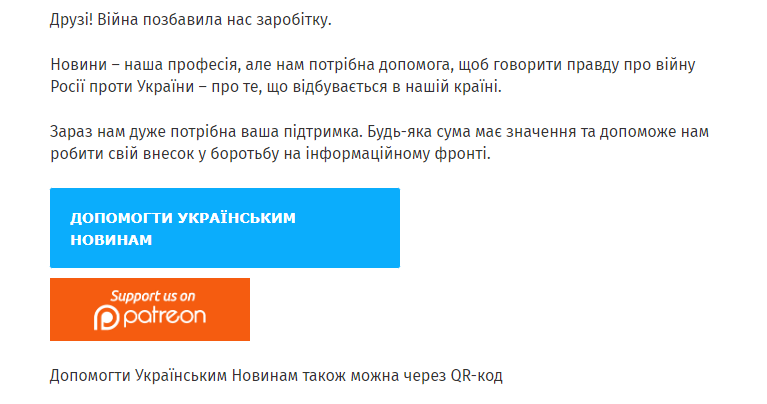 Друзі! Війна позбавила нас заробітку.
Новини – наша професія, але нам потрібна допомога, щоб говорити правду про війну
Росії проти України – про те, що відбувається в нашій країні.
Зараз нам дуже потрібна ваша підтримка. Будь-яка сума має значення та допоможе нам
робити свій внесок у боротьбу на інформаційному фронті.
ДОПОМОГТИ УКРАЇНСЬКИМ
НОВИНАМ
Support us on
patreon
Допомогти Українським Новинам також можна через QR-код